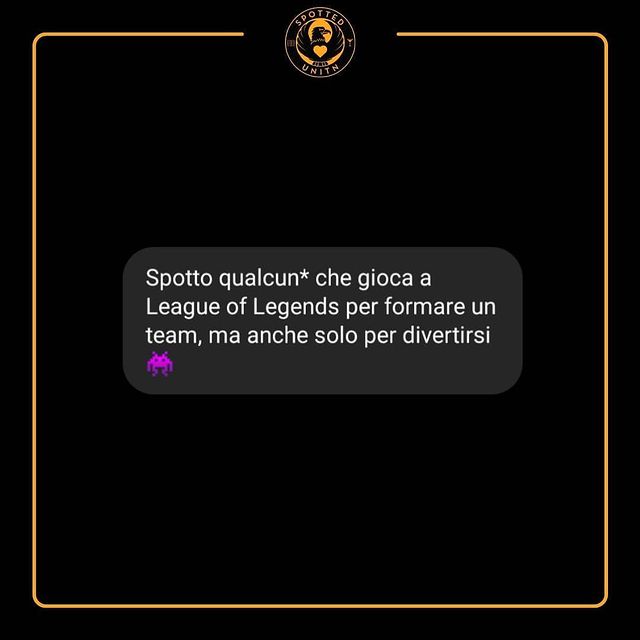 SPOTTED
UNITN
Spotto qualcun* che gioca a
League of Legends per formare un
team, ma anche solo per divertirsi
👾